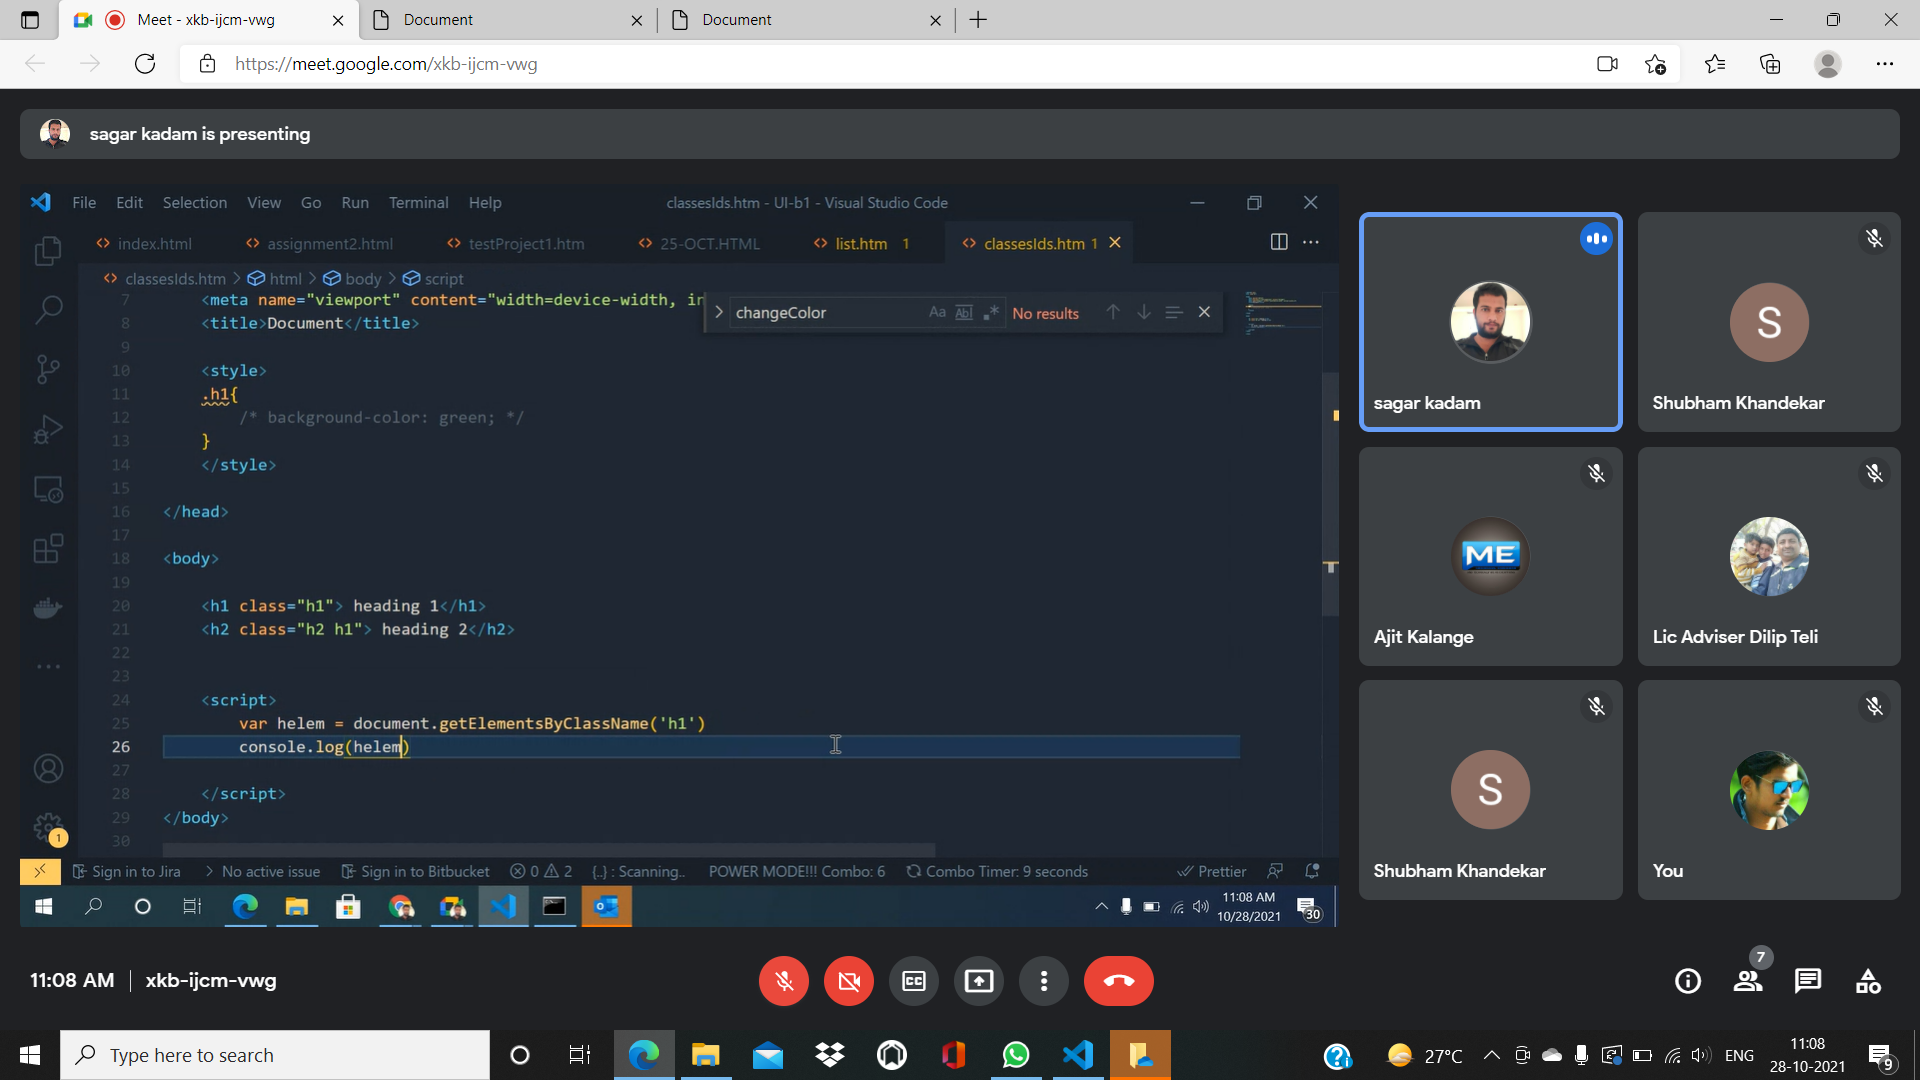 Meet - xkb-ijcm-vwg
Document
Document
https://meet.google.com/xkb-ijcm-vwg
sagar kadam is presenting
File Edit Selection View Go Run Terminal Help
classesIds.htm - UI-b1 - Visual Studio Code
index.html
assignment2.html
testProject1.htm
25-OCT.HTML
list.htm 1
classesIds.htm 1
classesIds.htm > html > body > script
changeColor
Aa
Abl
.*
No results
7 <meta name="viewport" content="width=device-width, in
8 <title>Document</title>
9
10 <style>
11 .h1{
12 /* background-color: green; */
13 }
14 </style>
15
16 </head>
17
18 <body>
19
20 <h1 class="h1"> heading 1</h1>
21 <h2 class="h2 h1"> heading 2</h2>
22
23
24 <script>
25 var helem = document.getElementsByClassName('h1')
26 console.log(helem)
27
28 </script>
29 </body>
30
1
Sign in to Jira
No active issue
Sign in to Bitbucket
0
2
{..} : Scanning..
POWER MODE!!! Combo: 6
Combo Timer: 9 seconds
Prettier
11:08 AM
10/28/2021
30
sagar kadam
S
Shubham Khandekar
ME
Ajit Kalange
Lic Adviser Dilip Teli
S
Shubham Khandekar
You
11:08 AM | xkb-ijcm-vwg
CC
7
Type here to search
27°C
ENG
11:08
28-10-2021
9